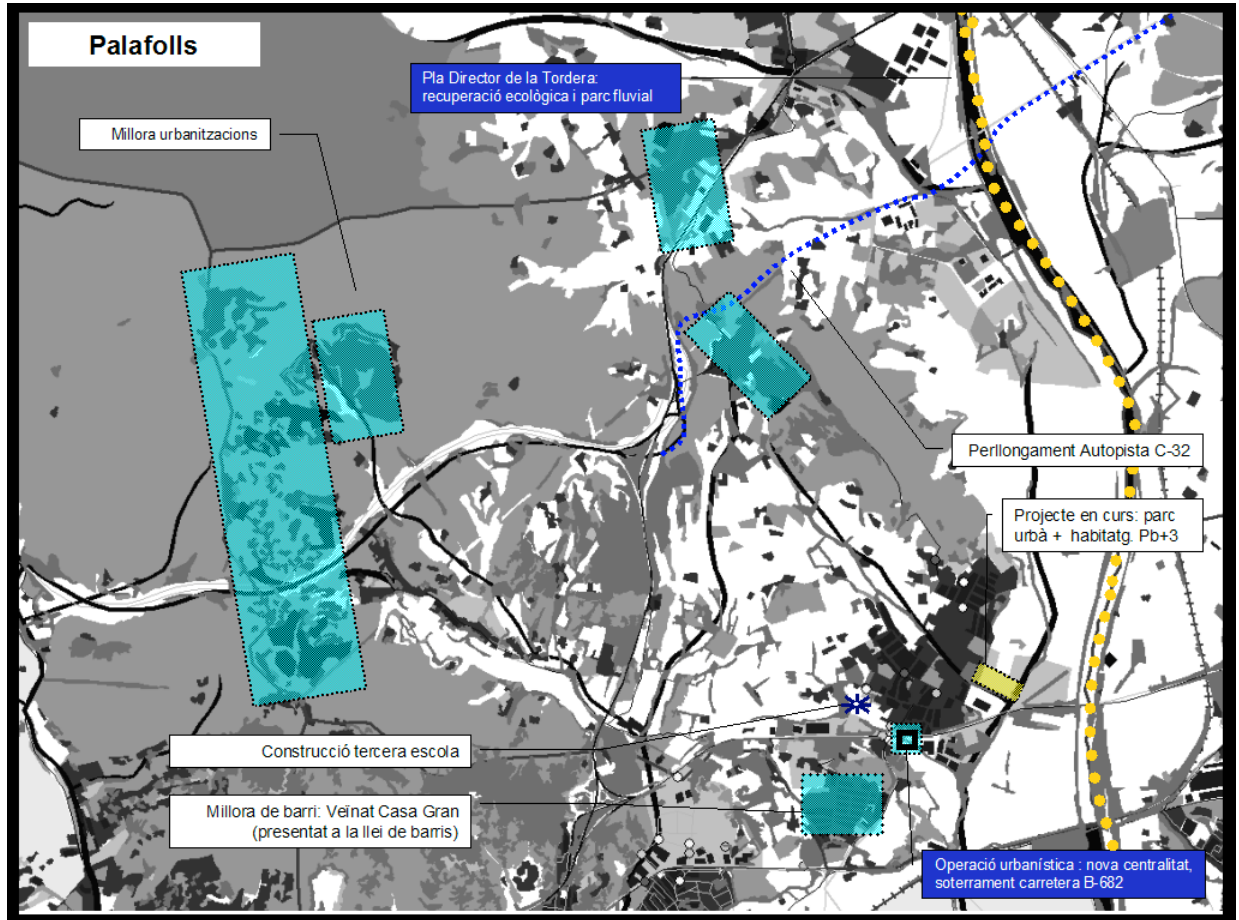 Palafolls
Pla Director de la Tordera:
recuperació ecològica i parc fluvial
Millora urbanitzacions
Perllongament Autopista C-32
Projecte en curs: parc
urbà + habitatg. Pb+3
Construcció tercera escola
Millora de barri: Veïnat Casa Gran
(presentat a la llei de barris)
Operació urbanística : nova centralitat,
soterrament carretera B-682